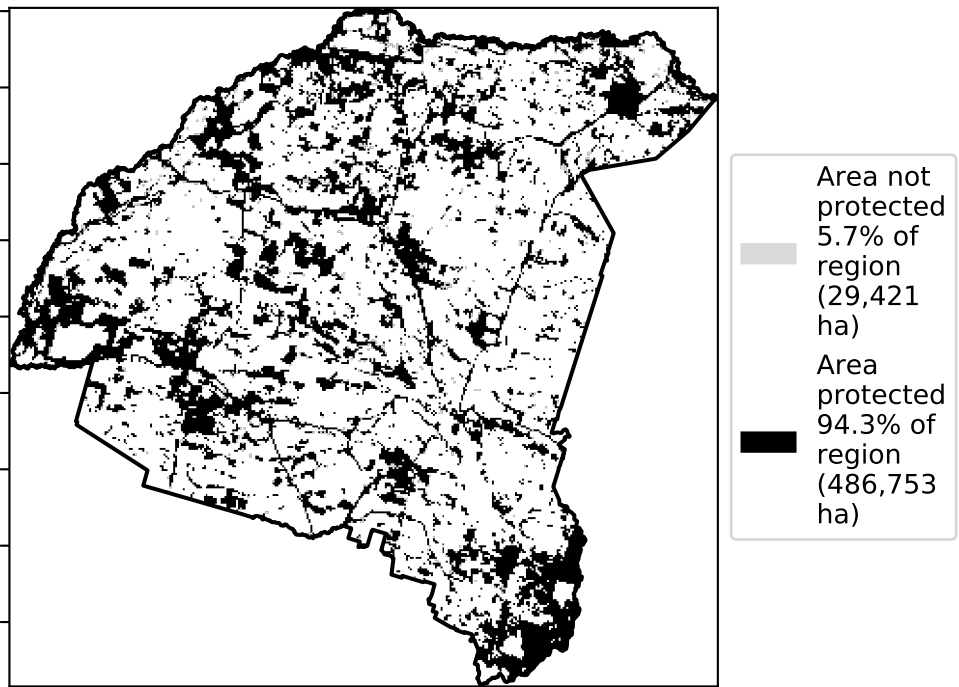 Area not
protected
5.7% of
region
(29,421
ha)
Area
protected
94.3% of
region
(486,753
ha)